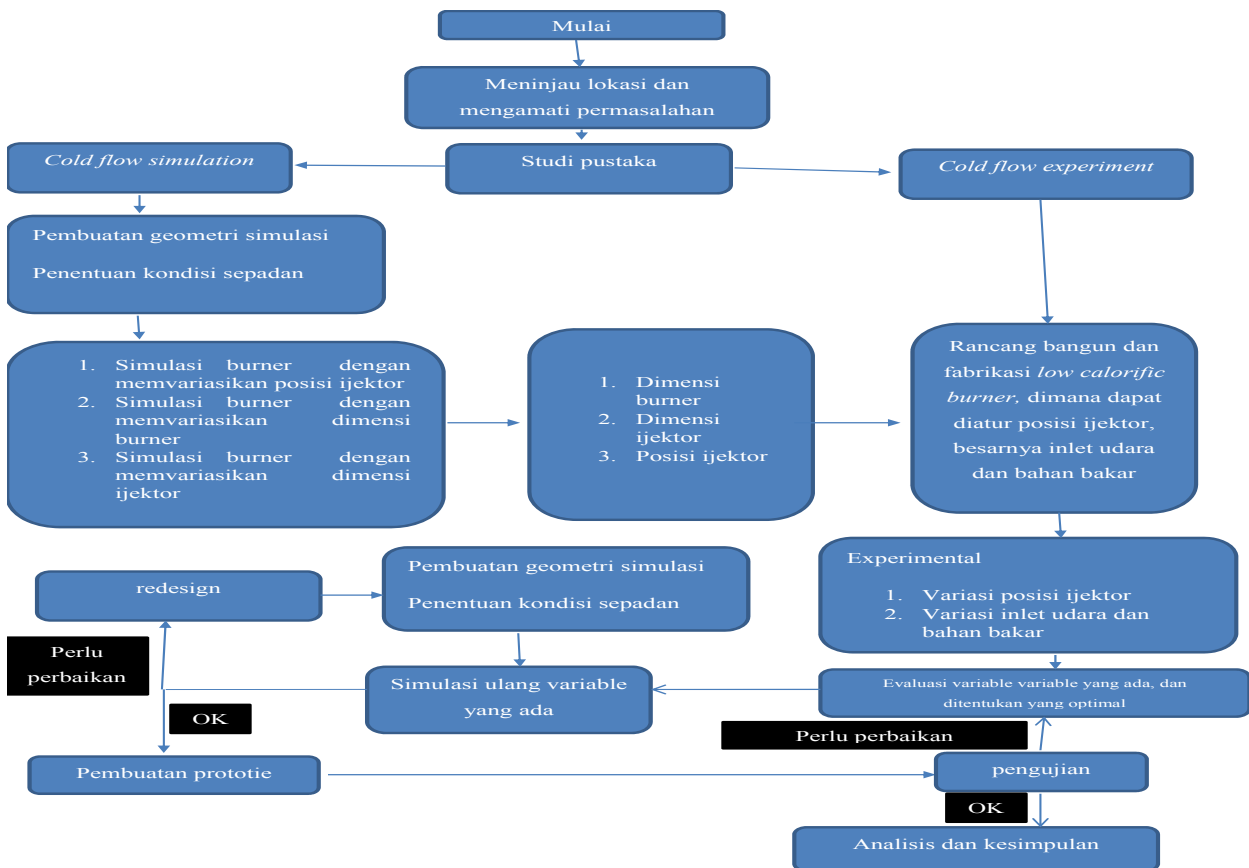 Mulai
Meninjau lokasi dan
mengamati permasalahan
Cold flow simulation
Studi pustaka
Cold flow experiment
Pembuatan geometri simulasi
Penentuan kondisi sepadan
1. Simulasi burner dengan
memvariasikan posisi ijektor
2. Simulasi burner dengan
memvariasikan dimensi
burner
3. Simulasi burner dengan
memvariasikan dimensi
ijektor
1. Dimensi
burner
2. Dimensi
ijektor
3. Posisi ijektor
Rancang bangun dan
fabrikasi low calorific
burner, dimana dapat
diatur posisi ijektor,
besarnya inlet udara
dan bahan bakar
Experimental
1. Variasi posisi ijektor
2. Variasi inlet udara dan
bahan bakar
redesign
Pembuatan geometri simulasi
Penentuan kondisi sepadan
Perlu
perbaikan
Simulasi ulang variable
yang ada
Evaluasi variable variable yang ada, dan
ditentukan yang optimal
OK
Perlu perbaikan
Pembuatan prototie
pengujian
OK
Analisis dan kesimpulan